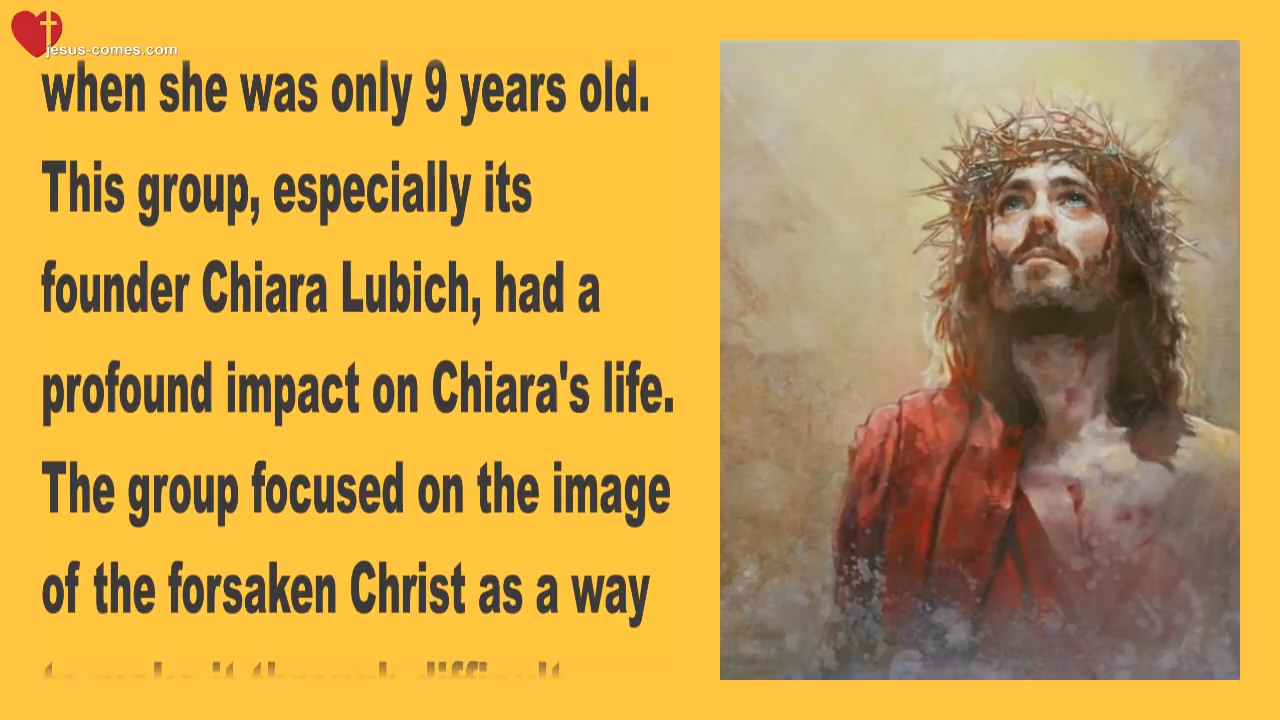 jesus-comes.com
when she was only 9 years old.
This group, especially its
founder Chiara Lubich, had a
profound impact on Chiara's life.
The group focused on the image
of the forsaken Christ as a way